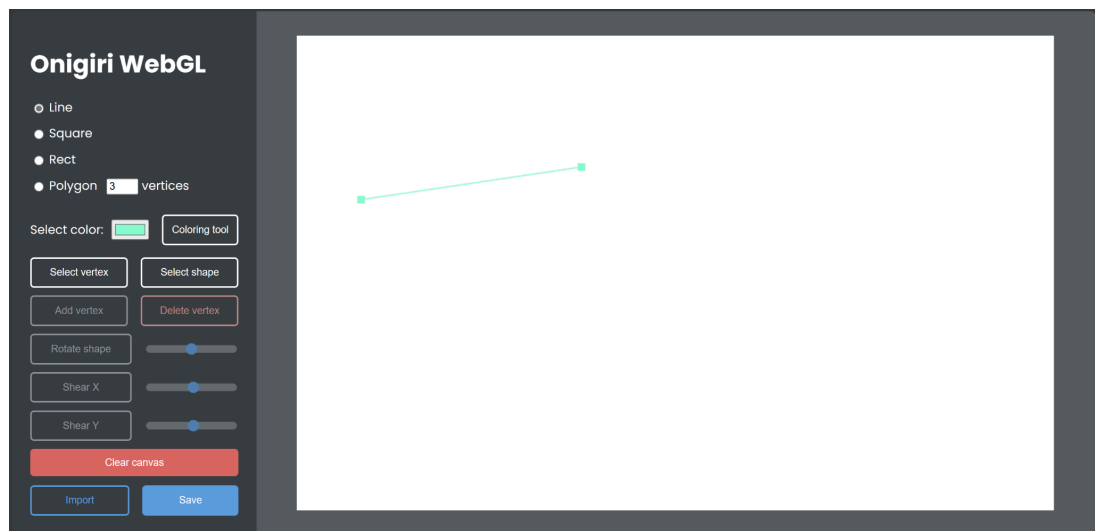 Onigiri WebGL
Line
Square
Rect
Polygon 3 vertices
Select color: Coloring tool
Select vertex Select shape
Add vertex Delete vertex
Rotate shape
Shear X
Shear Y
Clear canvas
Import Save